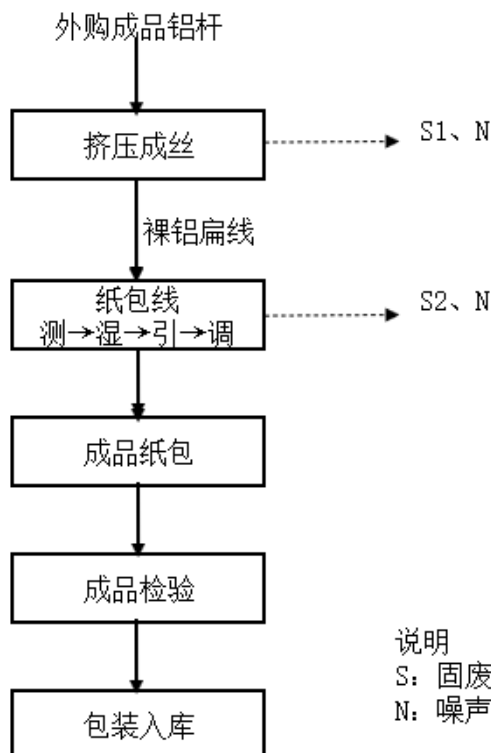 外购成品铝杆
挤压成丝
S1、N
裸铝扁线
纸包线
测→湿→引→调
S2、N
成品纸包
成品检验
包装入库
说明
S: 固废
N: 噪声